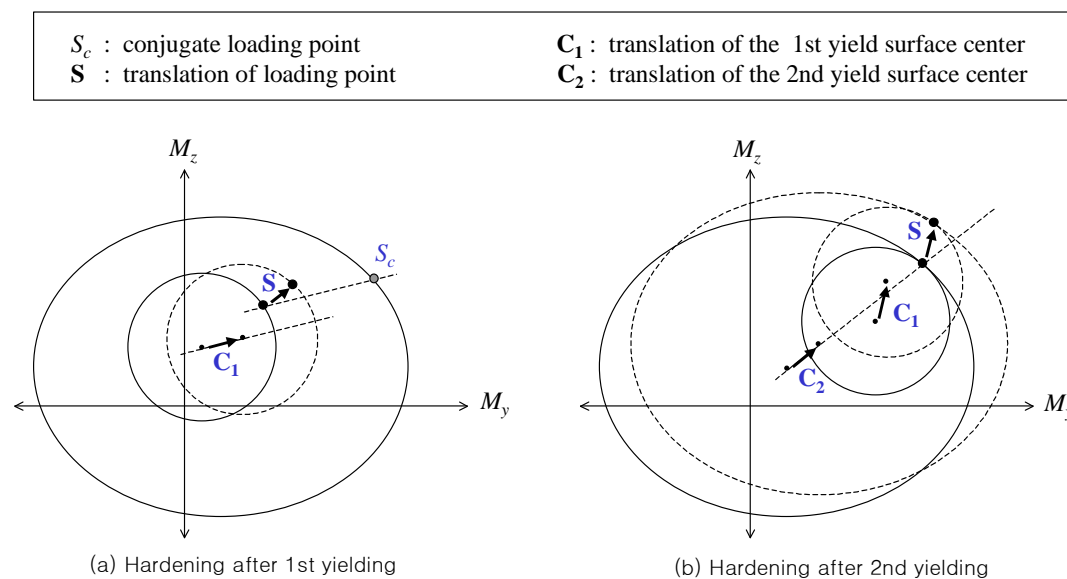 S_c : conjugate loading point
S : translation of loading point
C₁ : translation of the 1st yield surface center
C₂ : translation of the 2nd yield surface center
M_z
S
S_c
C₁
M_y
(a) Hardening after 1st yielding
M_z
S
C₁
C₂
(b) Hardening after 2nd yielding